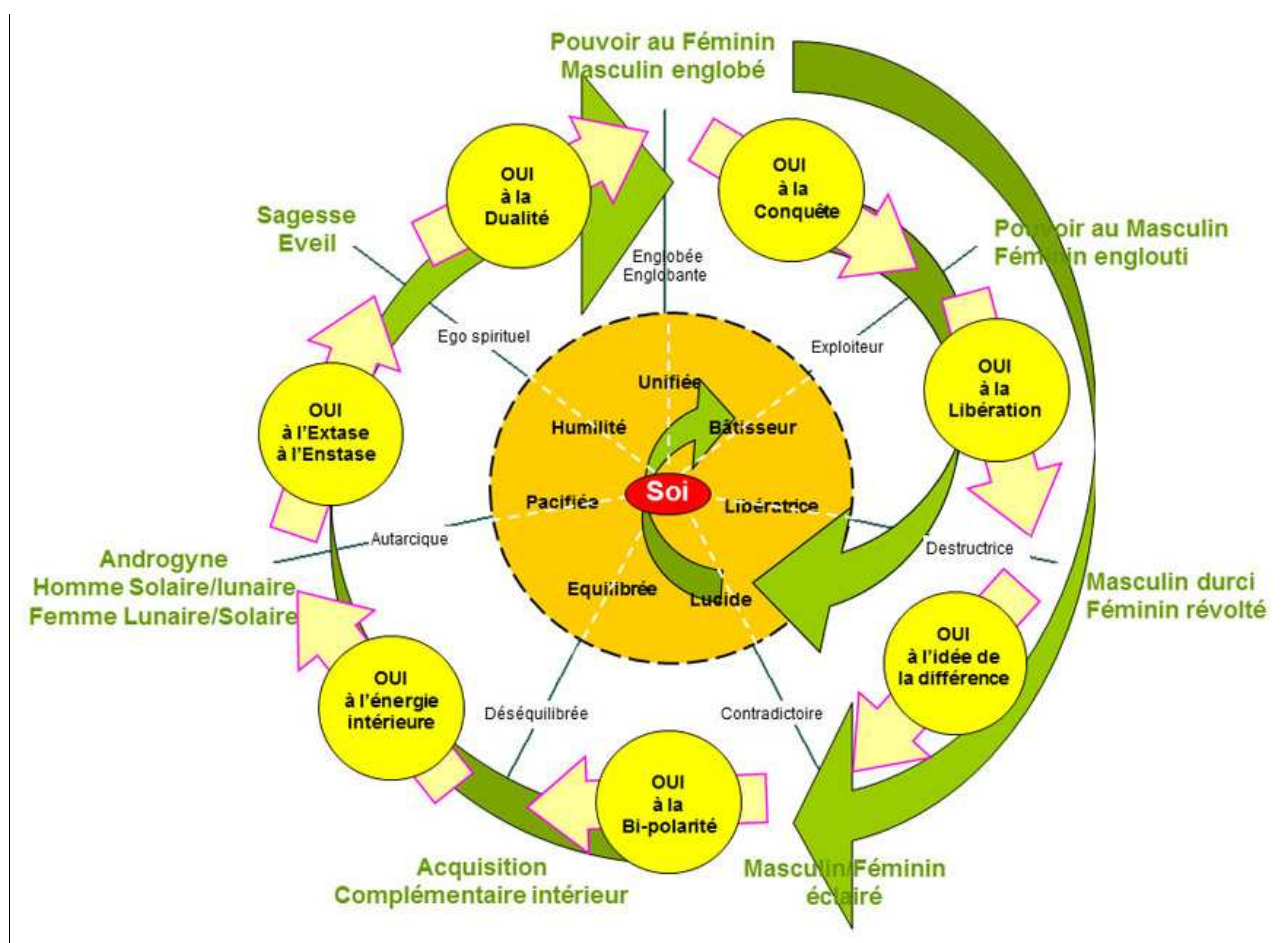 Pouvoir au Féminin
Masculin englobé
OUI
à la
Dualité
OUI
à la
Conquête
Sagesse
Eveil
Pouvoir au Masculin
Féminin englouti
Englobée
Englobante
Ego spirituel
Exploiteur
OUI
à l'Extase
à l'Enstase
OUI
à la
Libération
Unifiée
Humilité
Bâtisseur
Soi
Pacifiée
Libératrice
Autarcique
Destructrice
Equilibrée
Lucide
Androgyne
Homme Solaire/lunaire
Femme Lunaire/Solaire
Masculin durci
Féminin révolté
OUI
à l'idée de
la différence
OUI
à l'énergie
intérieure
Déséquilibrée
Contradictoire
OUI
à la
Bi-polarité
Acquisition
Complémentaire intérieur
Masculin/Féminin
éclairé